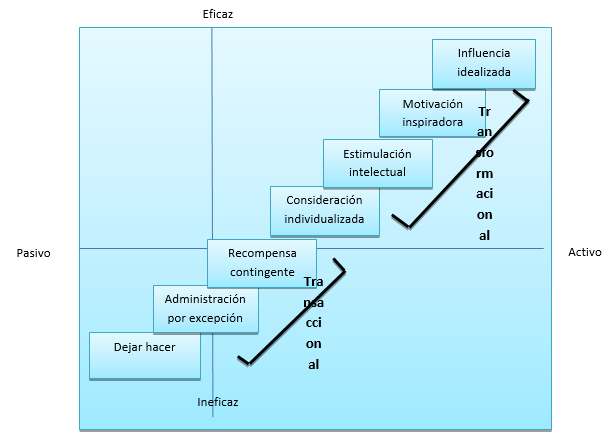 Eficaz
Influencia
idealizada
Motivación
inspiradora
Tr
an
sfo
rm
aci
on
al
Estimulación
intelectual
Consideración
individualizada
Pasivo
Activo
Recompensa
contingente
Tra
nsa
cci
on
al
Administración
por excepción
Dejar hacer
Ineficaz